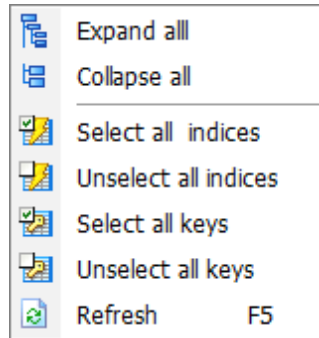 Expand alll
Collapse all
Select all  indices
Unselect all indices
Select all keys
Unselect all keys
Refresh F5